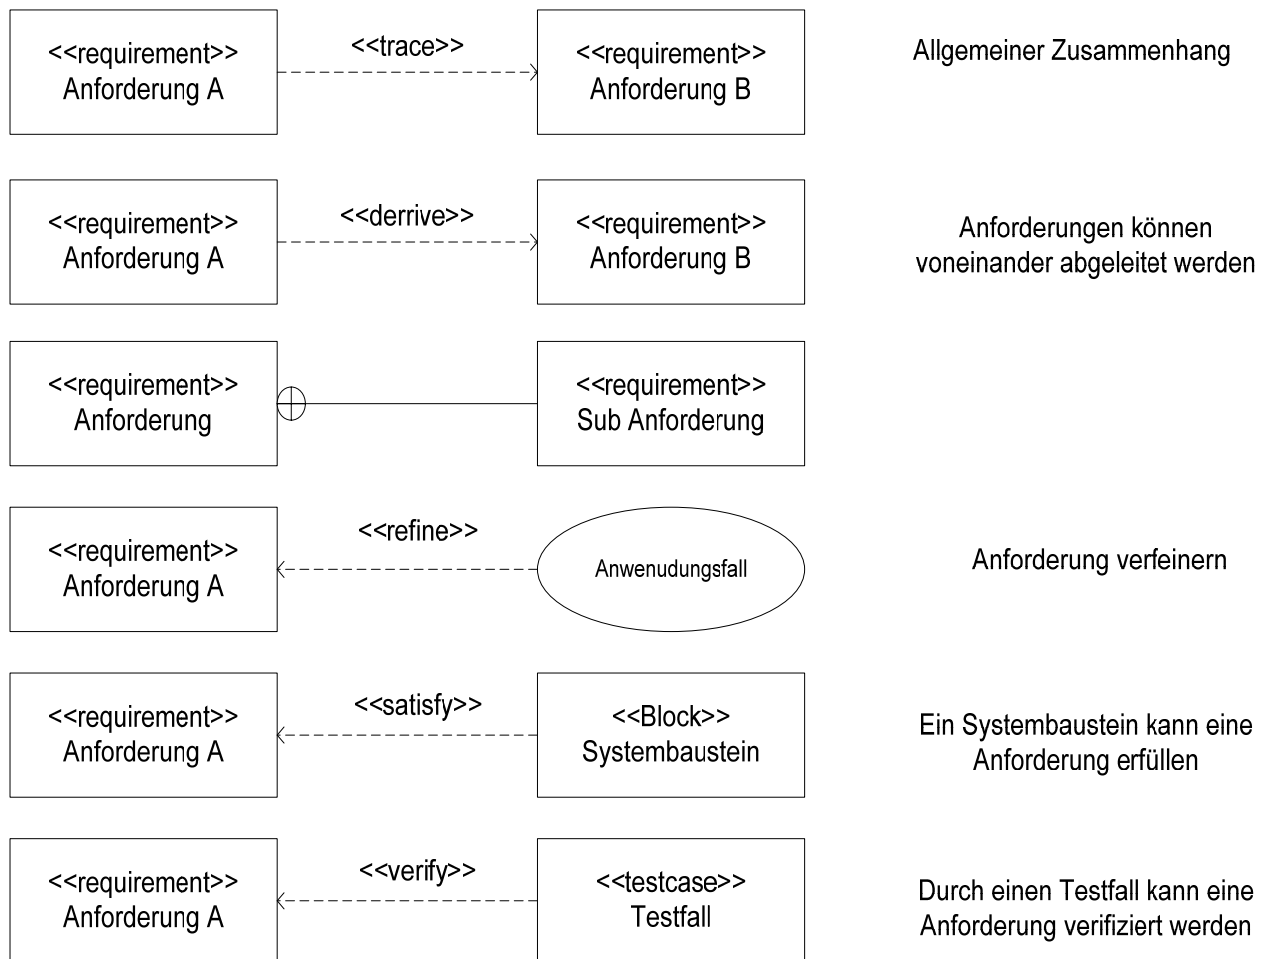 <<requirement>>
Anforderung A
<<trace>>
<<requirement>>
Anforderung B
Allgemeiner Zusammenhang
<<requirement>>
Anforderung A
<<derrive>>
<<requirement>>
Anforderung B
Anforderungen können
voneinander abgeleitet werden
<<requirement>>
Anforderung
<<requirement>>
Sub Anforderung
<<requirement>>
Anforderung A
<<refine>>
Anwenudungsfall
Anforderung verfeinern
<<requirement>>
Anforderung A
<<satisfy>>
<<Block>>
Systembaustein
Ein Systembaustein kann eine
Anforderung erfüllen
<<requirement>>
Anforderung A
<<verify>>
<<testcase>>
Testfall
Durch einen Testfall kann eine
Anforderung verifiziert werden